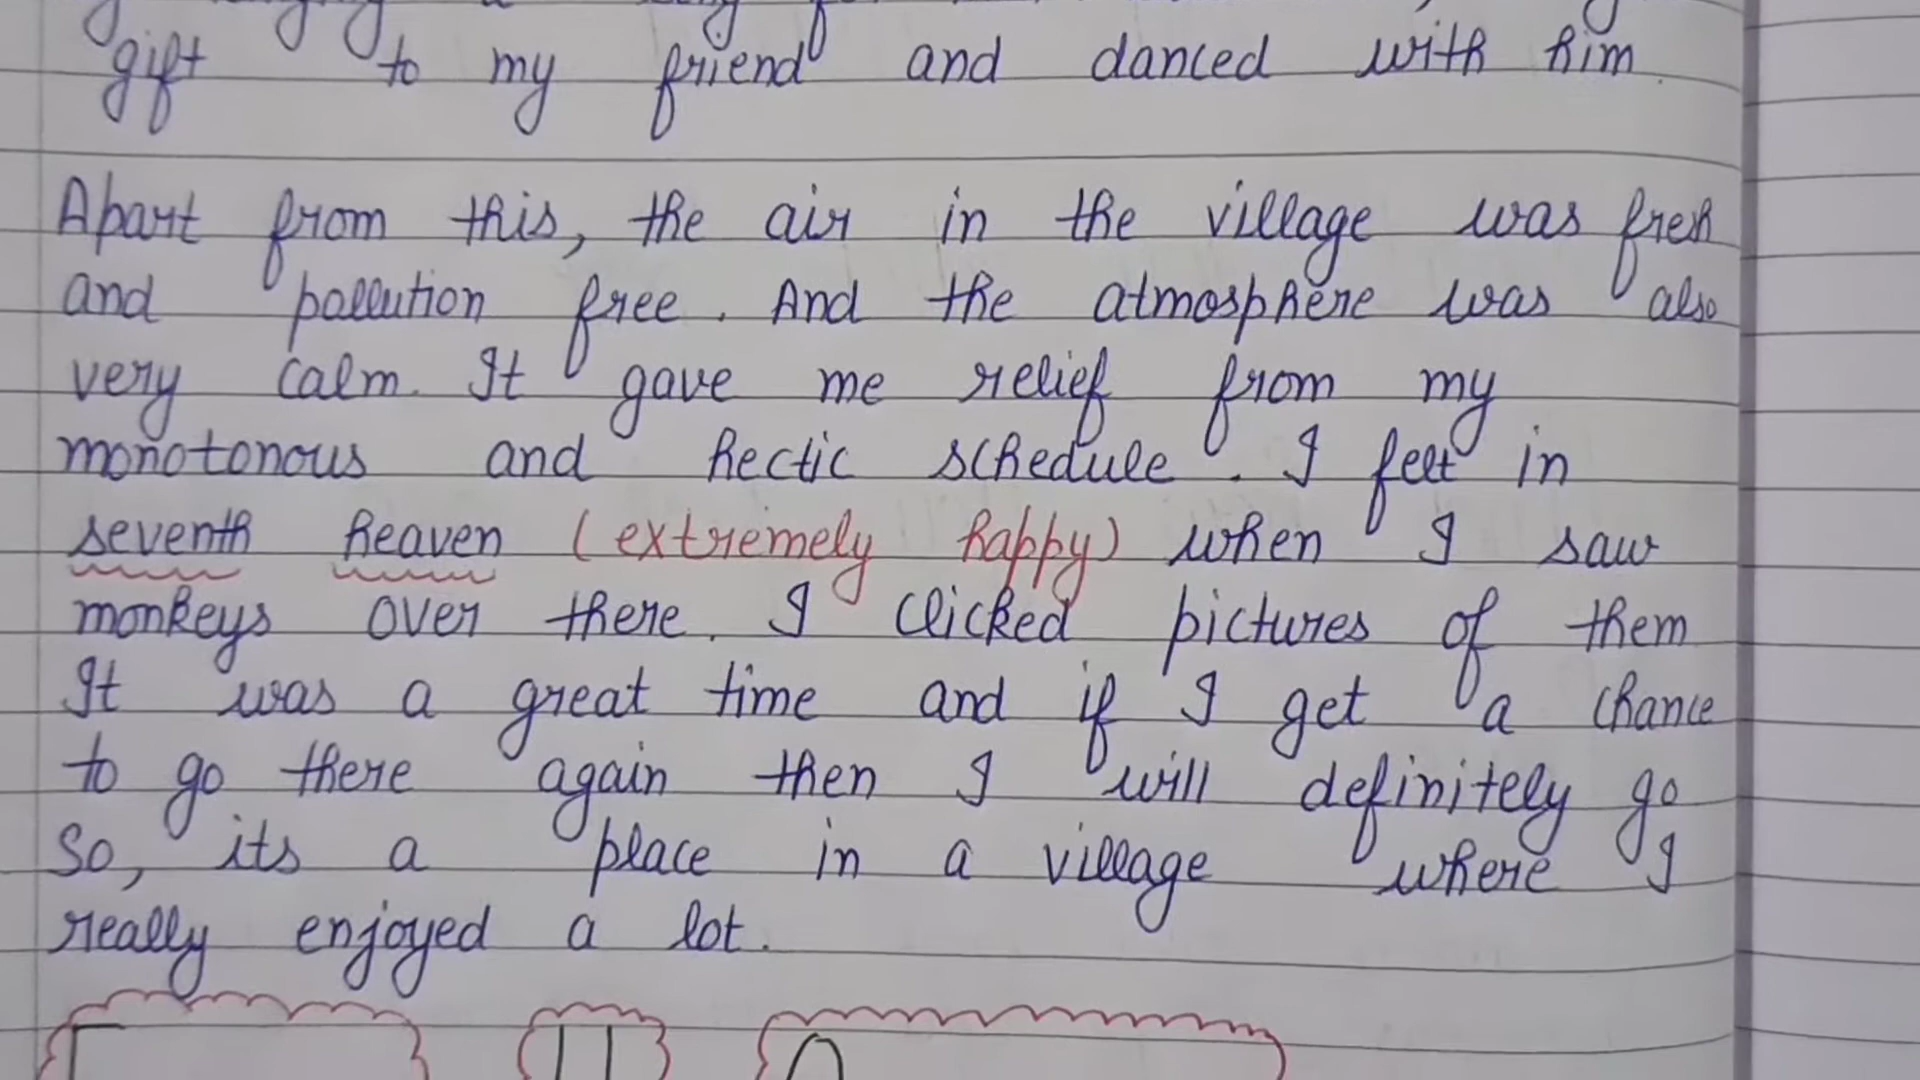 gift to my friend and danced with him.
Apart from this, the air in the village was fresh
and pollution free. And the atmosphere was also
very calm. It gave me relief from my
monotonous and hectic schedule. I felt in
seventh heaven (extremely happy) when I saw
monkeys over there. I clicked pictures of them
It was a great time and if I get a chance
to go there again then I will definitely go
So, its a place in a village where I
really enjoyed a lot.